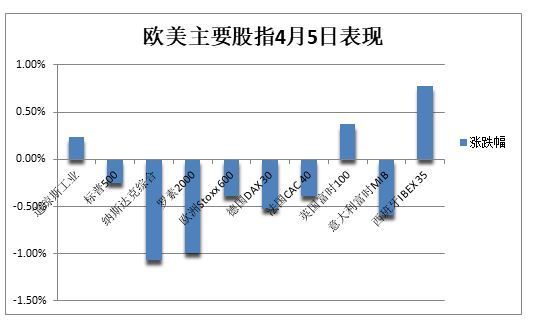 欧美主要股指4月5日表现
1.00%
0.50%
0.00%
-0.50%
-1.00%
-1.50%
道琼斯工业
标普500
纳斯达克综合
罗素2000
欧洲Stoxx600
德国DAX30
法国CAC40
英国富时100
意大利富时MIB
西班牙IBEX35
涨跌幅